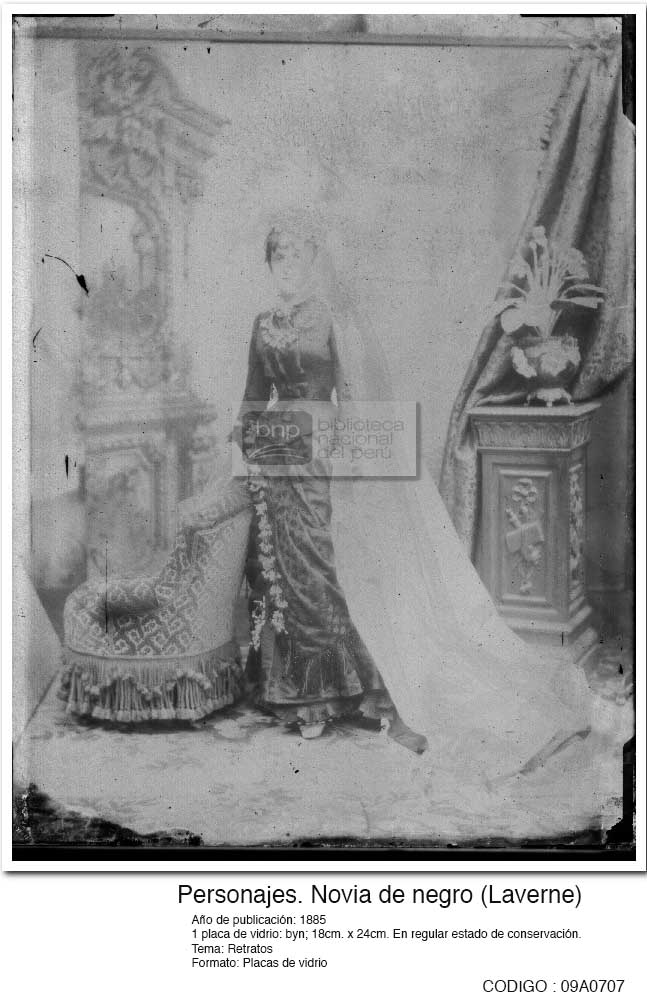 bnp
biblioteca
nacional
del perú
Personajes. Novia de negro (Laverne)
Año de publicación: 1885
1 placa de vidrio: byn; 18cm. x 24cm. En regular estado de conservación.
Tema: Retratos
Formato: Placas de vidrio
CODIGO : 09A0707